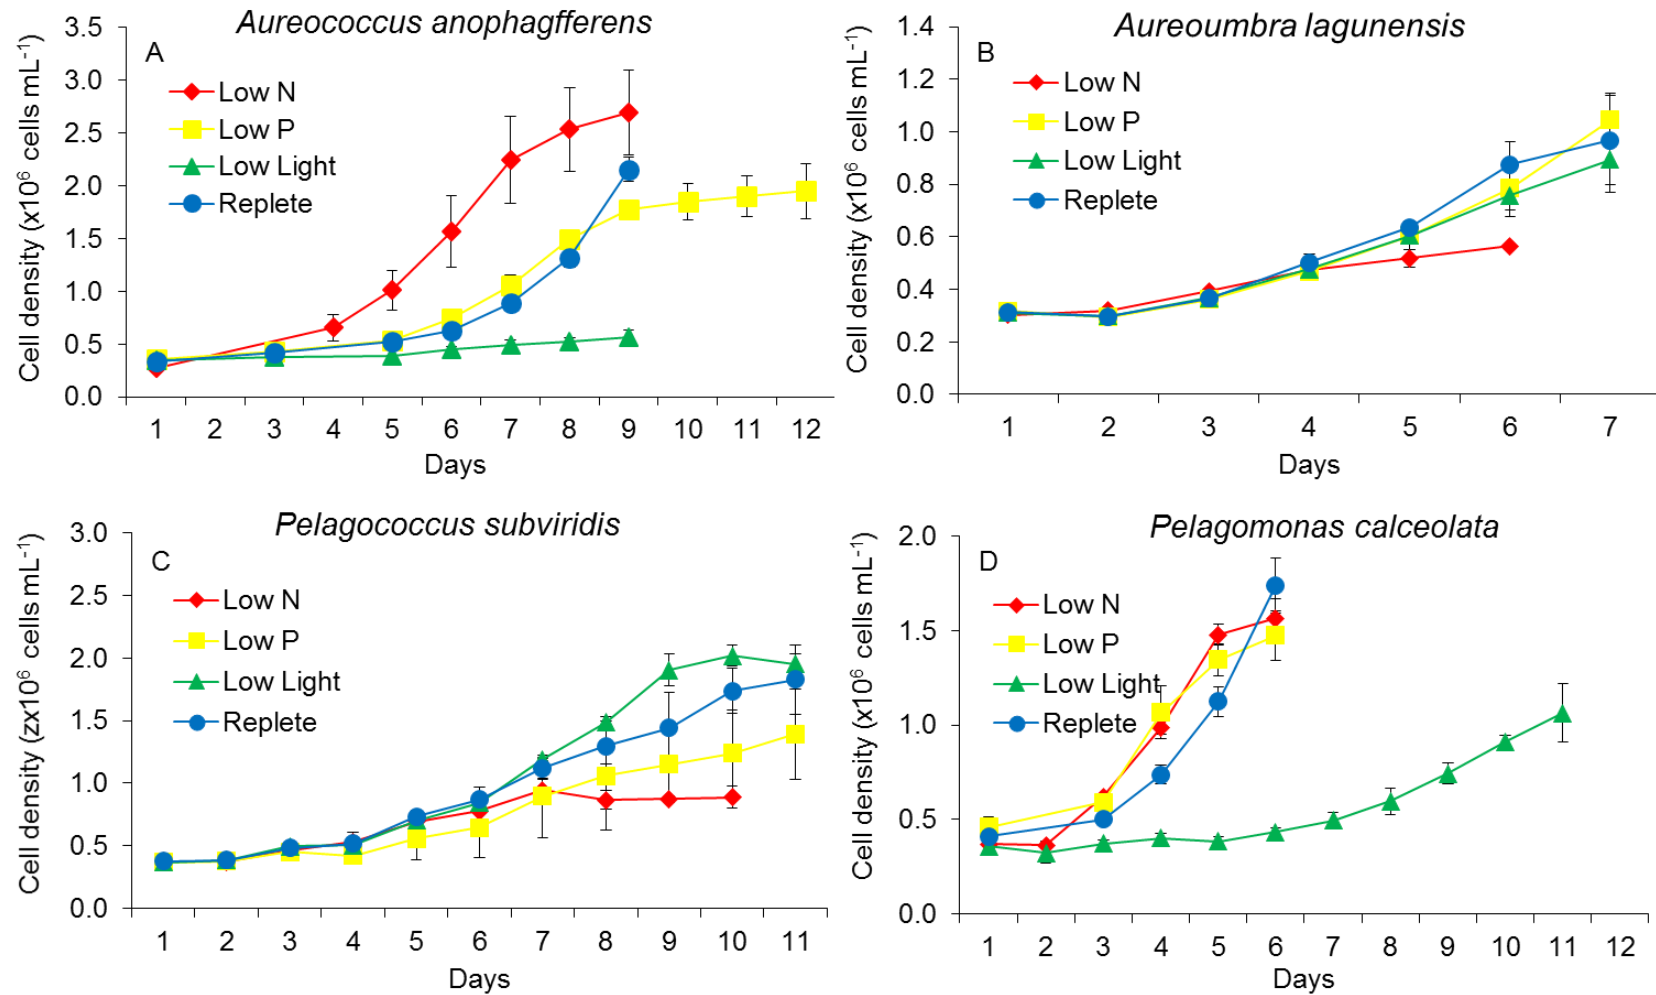 Aureococcus anophagfferens
A
Cell density (x10⁶ cells mL⁻¹)
3.5
3.0
2.5
2.0
1.5
1.0
0.5
0.0
Low N
Low P
Low Light
Replete
1 2 3 4 5 6 7 8 9 10 11 12
Days
Aureoumbra lagunensis
B
Cell density (x10⁶ cells mL⁻¹)
1.4
1.2
1.0
0.8
0.6
0.4
0.2
0.0
Low N
Low P
Low Light
Replete
1 2 3 4 5 6 7
Days
Pelagococcus subviridis
C
Cell density (zx10⁶ cells mL⁻¹)
3.0
2.5
2.0
1.5
1.0
0.5
0.0
Low N
Low P
Low Light
Replete
1 2 3 4 5 6 7 8 9 10 11
Days
Pelagomonas calceolata
D
Cell density (x10⁶ cells mL⁻¹)
2.0
1.5
1.0
0.5
0.0
Low N
Low P
Low Light
Replete
1 2 3 4 5 6 7 8 9 10 11 12
Days